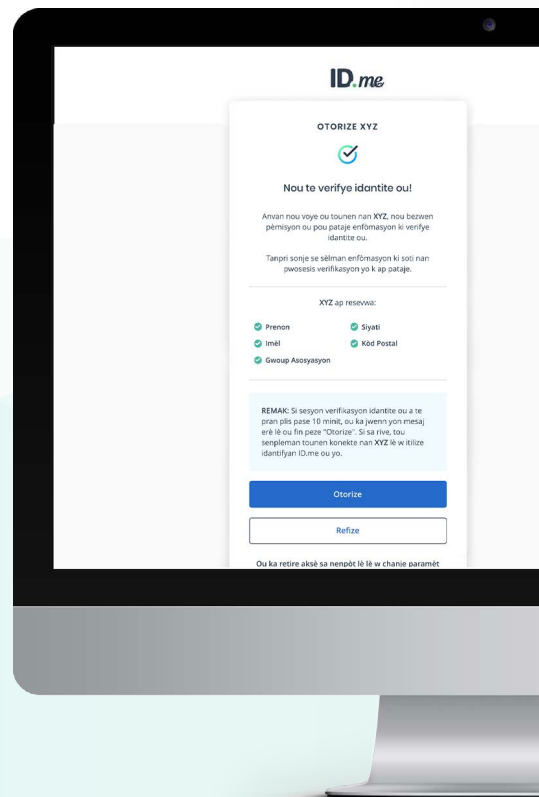 ID.me
OTORIZE XYZ
Nou te verifye idantite ou!
Anvan nou voye ou tounen nan XYZ, nou bezwen
pèmisyon ou pou pataje enfòmasyon ki verifye
idantite ou.
Tanpri sonje se sèlman enfòmasyon ki soti nan
pwosesis verifikasyon yo k ap pataje.
XYZ ap resevwa:
Prenon
Siyati
Imèl
Kòd Postal
Gwoup Asosyasyon
REMAK: Si sesyon verifikasyon idantite ou a te
pran plis pase 10 minit, ou ka jwenn yon mesaj
erè lè ou fin peze "Otorize". Si sa rive, tou
senpleman tounen konekte nan XYZ lè w itilize
idantifyan ID.me ou yo.
Otorize
Refize
Ou ka retire aksè sa nenpòt lè lè w chanje paramèt